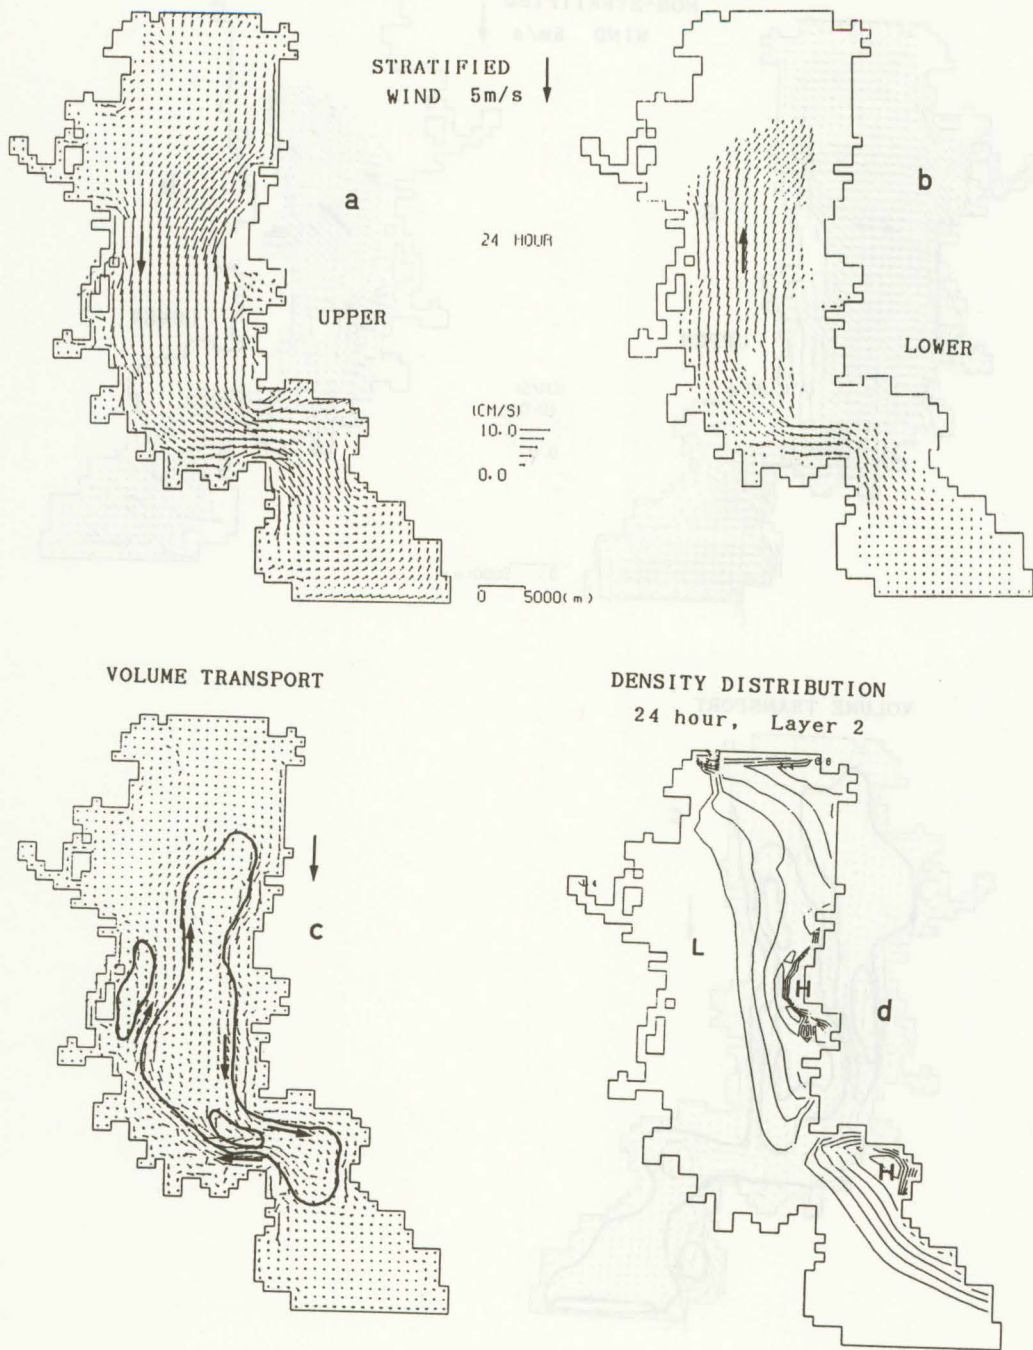 STRATIFIED
WIND 5m/s
a
b
24 HOUR
UPPER
LOWER
(CM/S)
10.0
0.0
0 5000(m)
VOLUME TRANSPORT
DENSITY DISTRIBUTION
24 hour, Layer 2
c
L
H
d
H